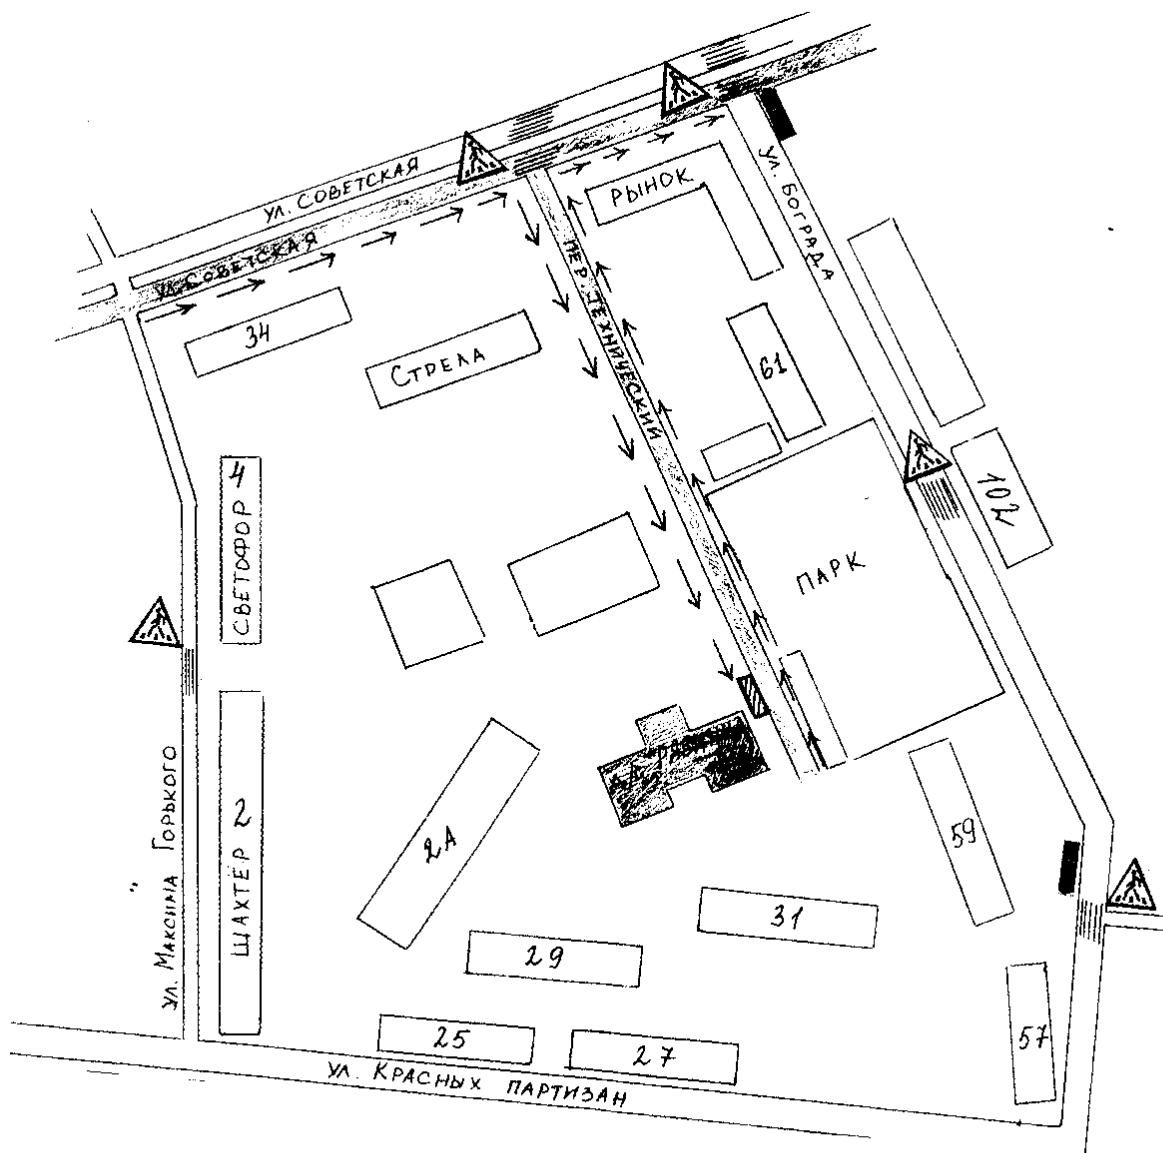 ул. СОВЕТСКАЯ
ул. СОВЕТСКАЯ
РЫНОК
ул. БОГРАДА
ПЕР. ТЕХНИЧЕСКИЙ
34
СТРЕЛА
61
СВЕТОФОР 4
102
ПАРК
ул. МАКСИМА ГОРЬКОГО
ШАХТЕР 2
2А
59
31
29
25
27
57
ул. КРАСНЫХ ПАРТИЗАН